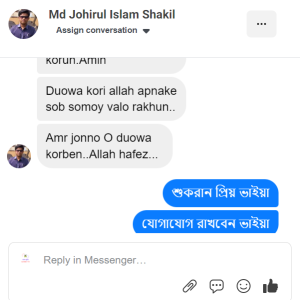 Md Johirul Islam Shakil
Assign conversation
...
korun.Amin
Duowa kori allah apnake
sob somoy valo rakhun..
Amr jonno O duowa
korben..Allah hafez...
শুকরান প্রিয় ভাইয়া
যোগাযোগ রাখবেন ভাইয়া
Reply in Messenger…